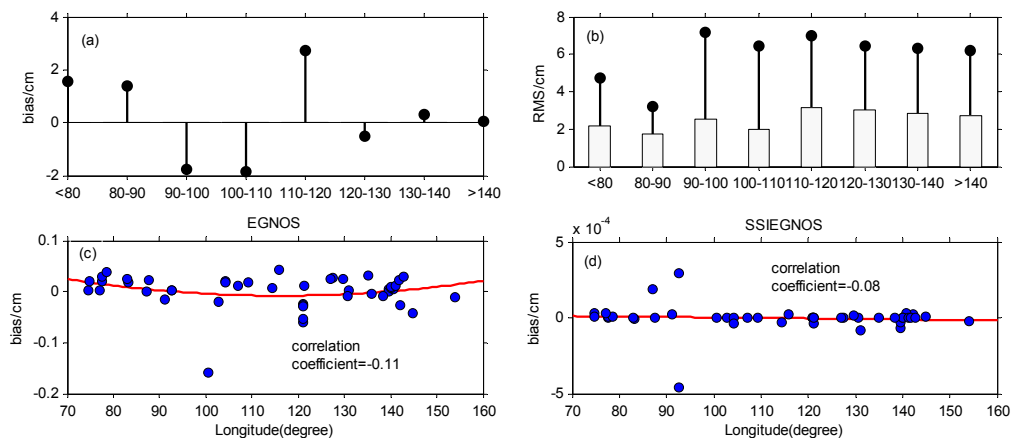 (a)
bias/cm
4
2
0
-2
<80 80-90 90-100 100-110 110-120 120-130 130-140 >140
(b)
RMS/cm
8
6
4
2
0
<80 80-90 90-100 100-110 110-120 120-130 130-140 >140
EGNOS
(c)
bias/cm
0.1
0
-0.1
-0.2
correlation
coefficient=-0.11
70 80 90 100 110 120 130 140 150 160
Longitude(degree)
SSIEGNOS
x 10-4
(d)
bias/cm
5
0
-5
correlation
coefficient=-0.08
70 80 90 100 110 120 130 140 150 160
Longitude(degree)